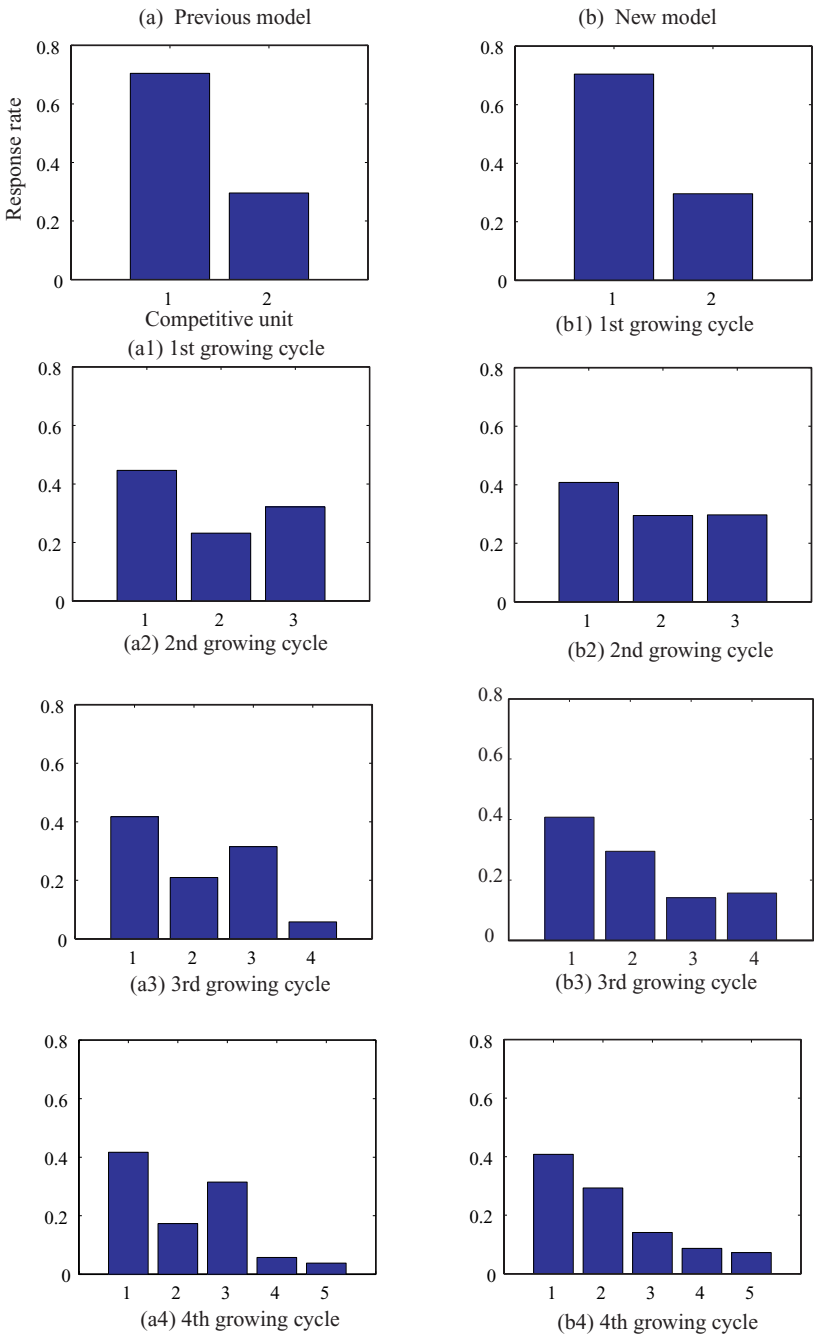 (a) Previous model
(b) New model
Response rate
0.8
0.6
0.4
0.2
0
1 2
Competitive unit
(a1) 1st growing cycle
0.8
0.6
0.4
0.2
0
1 2
(b1) 1st growing cycle
0.8
0.6
0.4
0.2
0
1 2 3
(a2) 2nd growing cycle
0.8
0.6
0.4
0.2
0
1 2 3
(b2) 2nd growing cycle
0.8
0.6
0.4
0.2
0
1 2 3 4
(a3) 3rd growing cycle
0.8
0.6
0.4
0.2
0
1 2 3 4
(b3) 3rd growing cycle
0.8
0.6
0.4
0.2
0
1 2 3 4 5
(a4) 4th growing cycle
0.8
0.6
0.4
0.2
0
1 2 3 4 5
(b4) 4th growing cycle